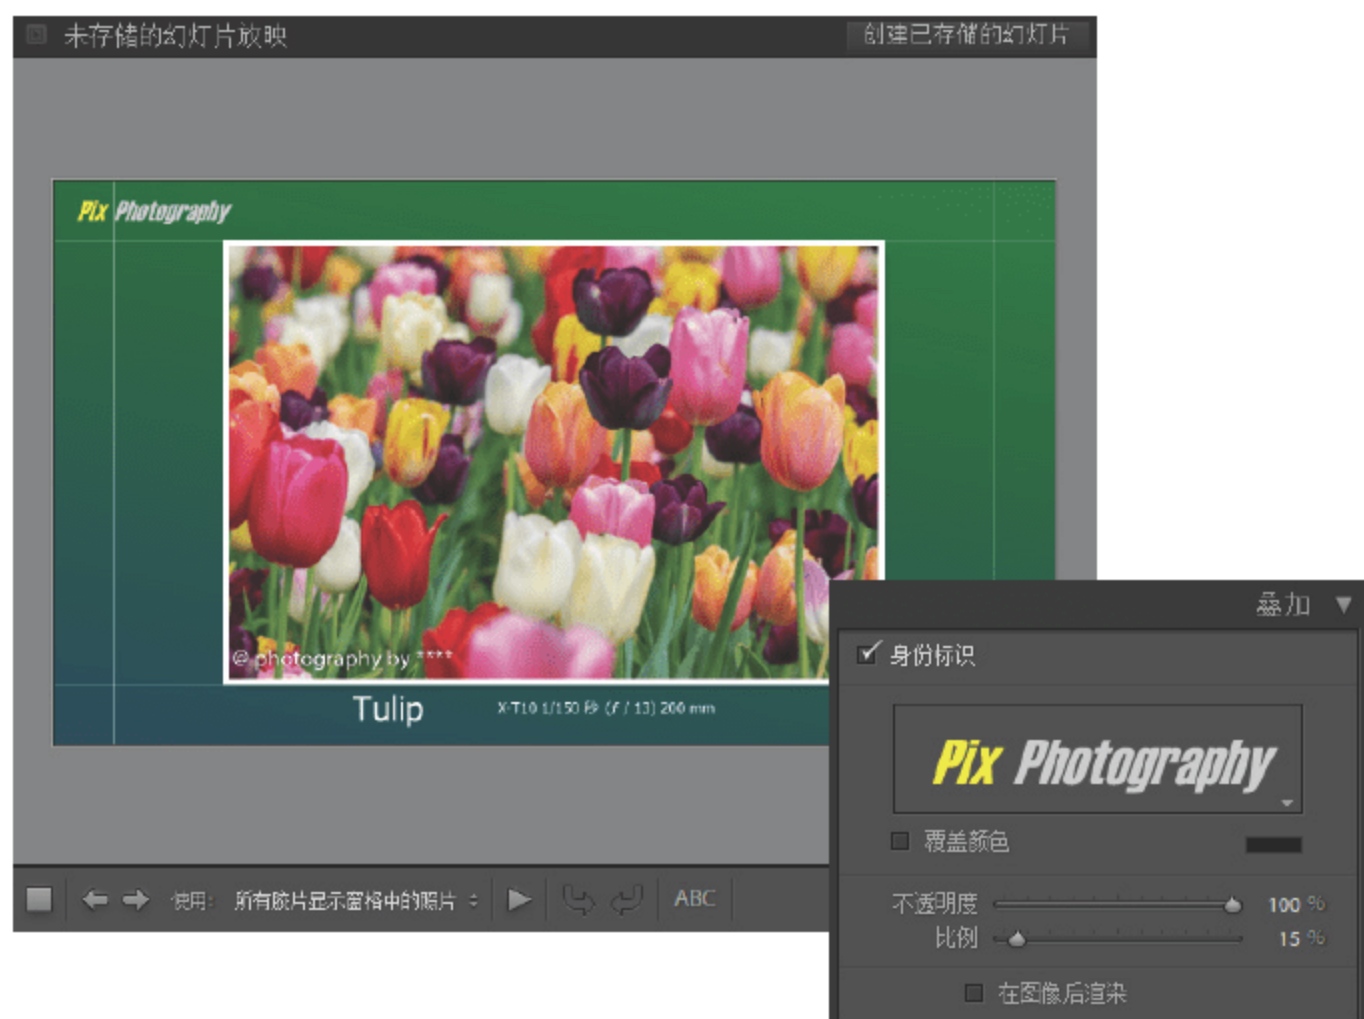 未存储的幻灯片放映
创建已存储的幻灯片
Pix Photography
@ photography by ****
Tulip
X-T10 1/150 秒 (f / 13) 200 mm
使用: 所有胶片显示窗格中的照片
ABC
叠加
身份标识
Pix Photography
覆盖颜色
不透明度 100 %
比例 15 %
在图像后渲染